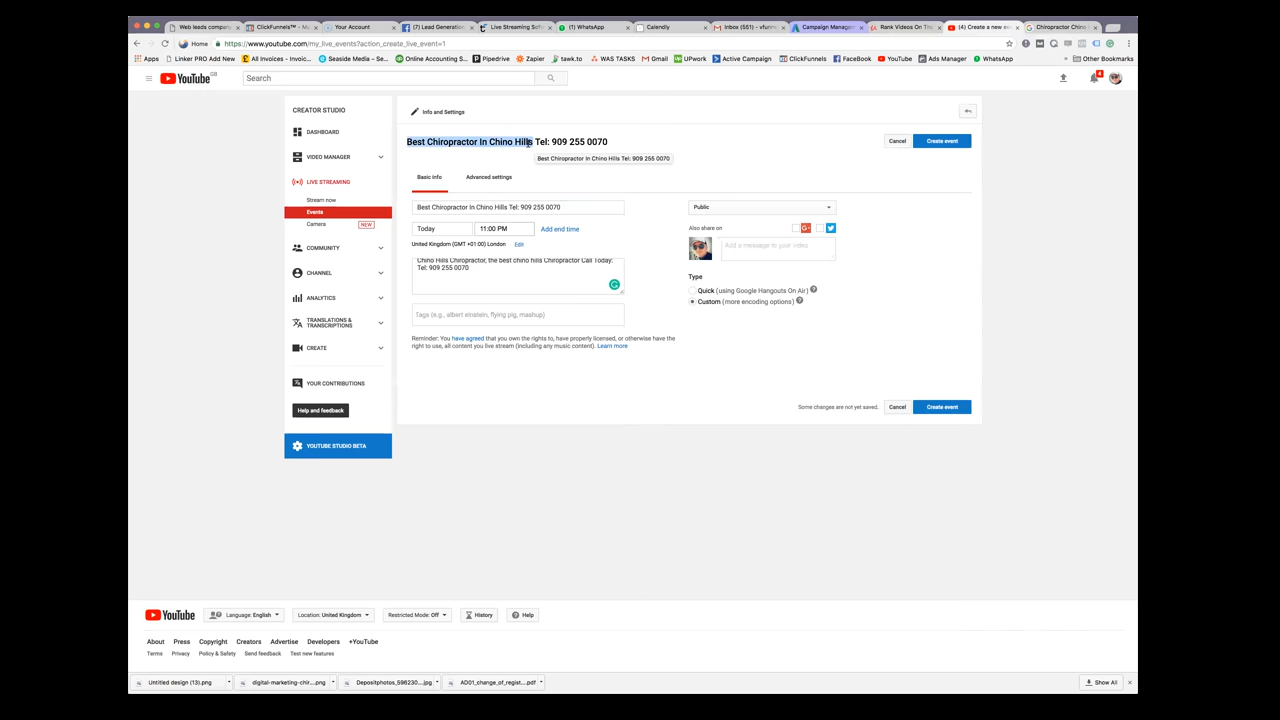 Web leads company
ClickFunnels™ - M
Your Account
(7) Lead Generation
Live Streaming Soft
(1) WhatsApp
Calendly
Inbox (551) - vfunn
Campaign Manager
Rank Videos On The
(4) Create a new ev
Chiropractor Chino
Home
https://www.youtube.com/my_live_events?action_create_live_event=1
Apps
Linker PRO Add New
All Invoices - Invoic...
Seaside Media – Se...
Online Accounting S...
Pipedrive
Zapier
tawk.to
WAS TASKS
Gmail
UPwork
Active Campaign
ClickFunnels
FaceBook
YouTube
Ads Manager
WhatsApp
Other Bookmarks
YouTube GB
Search
4
CREATOR STUDIO
DASHBOARD
VIDEO MANAGER
LIVE STREAMING
Stream now
Events
Camera NEW
COMMUNITY
CHANNEL
ANALYTICS
TRANSLATIONS &
TRANSCRIPTIONS
CREATE
YOUR CONTRIBUTIONS
Help and feedback
YOUTUBE STUDIO BETA
Info and Settings
Best Chiropractor In Chino Hills Tel: 909 255 0070
Cancel
Create event
Best Chiropractor In Chino Hills Tel: 909 255 0070
Basic info
Advanced settings
Best Chiropractor In Chino Hills Tel: 909 255 0070
Today
11:00 PM
Add end time
United Kingdom (GMT +01:00) London
Edit
Chino Hills Chiropractor, the best chino hills Chiropractor Call Today:
Tel: 909 255 0070
Tags (e.g., albert einstein, flying pig, mashup)
Public
Also share on
Add a message to your video
Type
Quick (using Google Hangouts On Air)
Custom (more encoding options)
Reminder: You have agreed that you own the rights to, have properly licensed, or otherwise have the
right to use, all content you live stream (including any music content). Learn more
Some changes are not yet saved.
Cancel
Create event
YouTube
Language: English
Location: United Kingdom
Restricted Mode: Off
History
Help
About
Press
Copyright
Creators
Advertise
Developers
+YouTube
Terms
Privacy
Policy & Safety
Send feedback
Test new features
Untitled design (13).png
digital-marketing-chir....png
Depositphotos_596230....jpg
AD01_change_of_regist....pdf
Show All